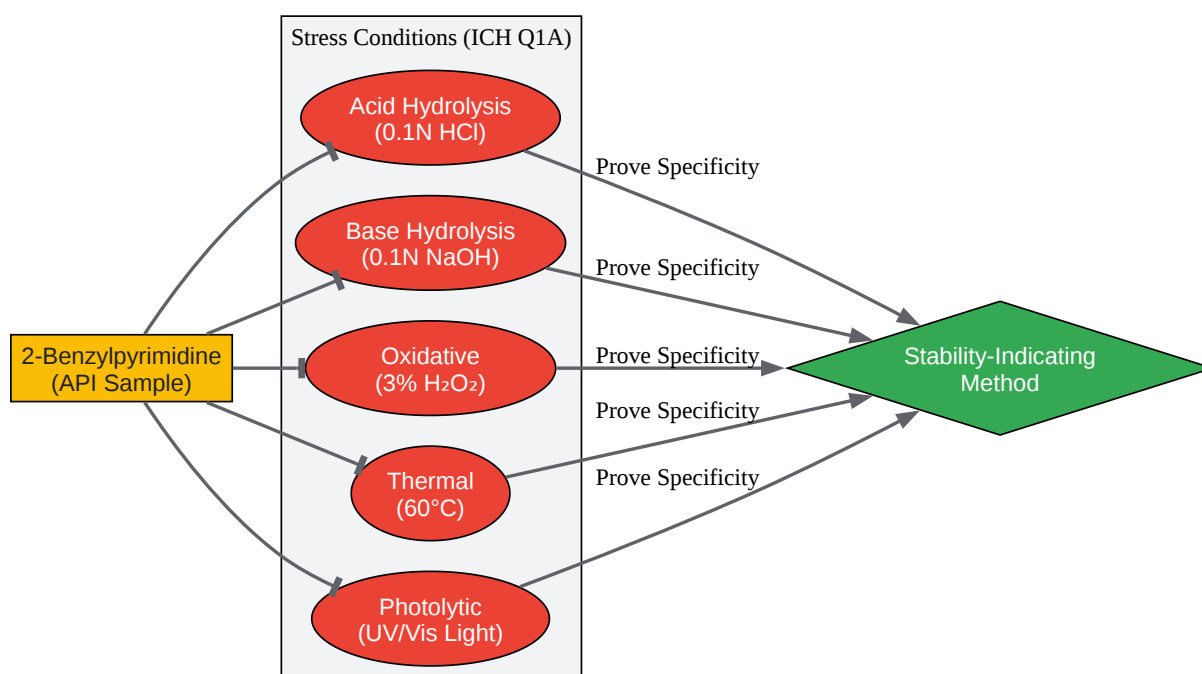 Stress Conditions (ICH Q1A)
Acid Hydrolysis
(0.1N HCl)
Prove Specificity
Base Hydrolysis
(0.1N NaOH)
Prove Specificity
2-Benzylpyrimidine
(API Sample)
Oxidative
(3% H₂O₂)
Prove Specificity
Stability-Indicating
Method
Prove Specificity
Thermal
(60°C)
Prove Specificity
Photolytic
(UV/Vis Light)